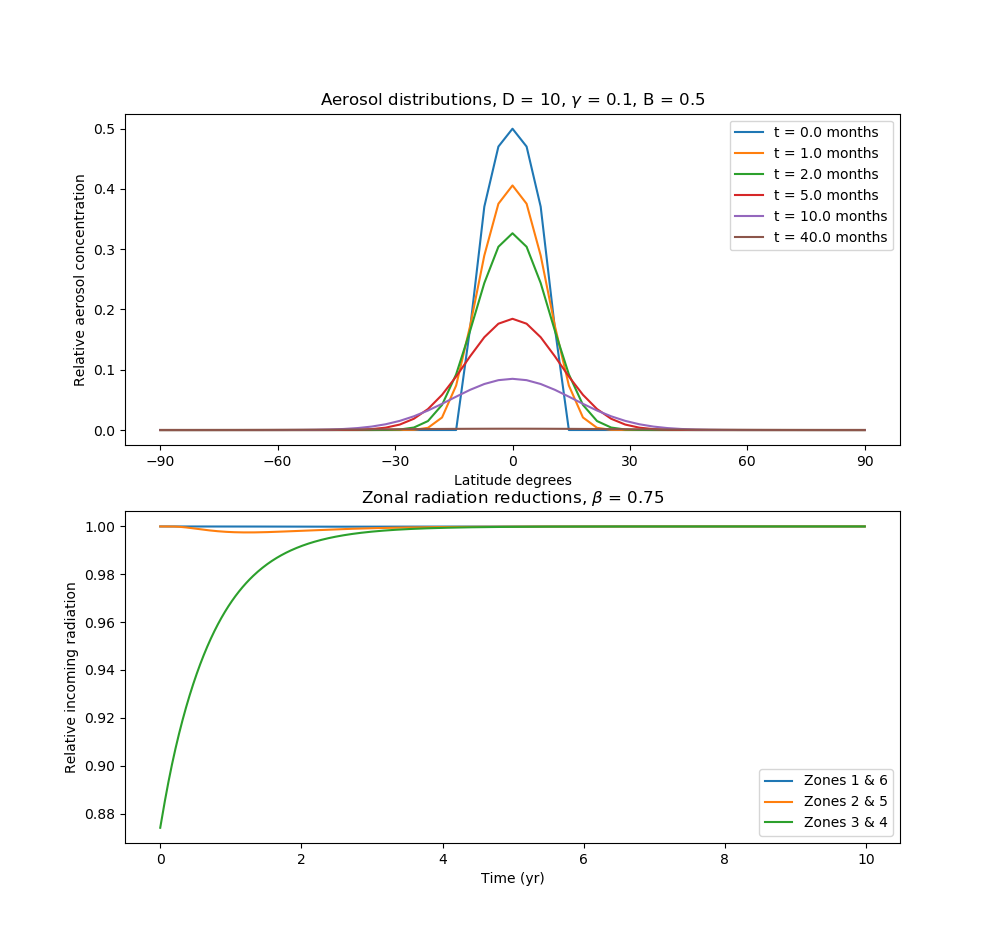 Aerosol distributions, D = 10, γ = 0.1, B = 0.5
Relative aerosol concentration
0.5
0.4
0.3
0.2
0.1
0.0
t = 0.0 months
t = 1.0 months
t = 2.0 months
t = 5.0 months
t = 10.0 months
t = 40.0 months
−90 −60 −30 0 30 60 90
Latitude degrees
Zonal radiation reductions, β = 0.75
Relative incoming radiation
1.00
0.98
0.96
0.94
0.92
0.90
0.88
Zones 1 & 6
Zones 2 & 5
Zones 3 & 4
0 2 4 6 8 10
Time (yr)